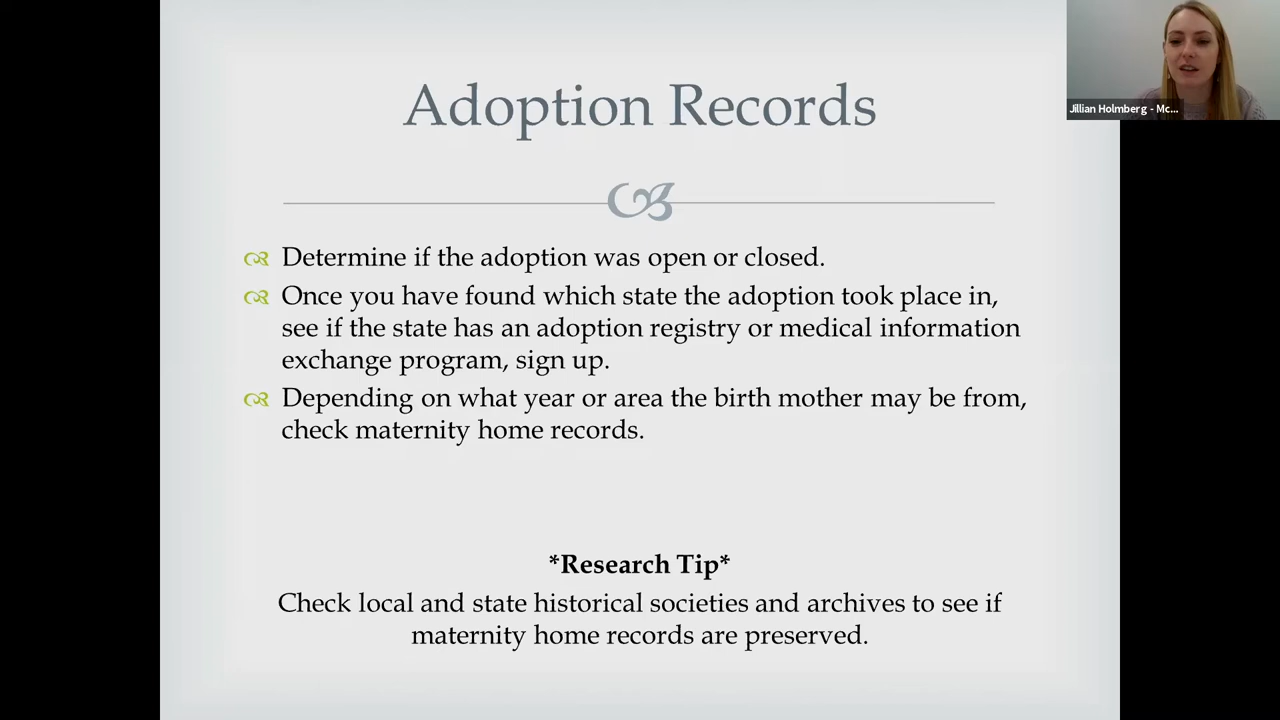 Adoption Records
Jillian Holmberg - Mc...
Determine if the adoption was open or closed.
Once you have found which state the adoption took place in,
see if the state has an adoption registry or medical information
exchange program, sign up.
Depending on what year or area the birth mother may be from,
check maternity home records.
*Research Tip*
Check local and state historical societies and archives to see if
maternity home records are preserved.